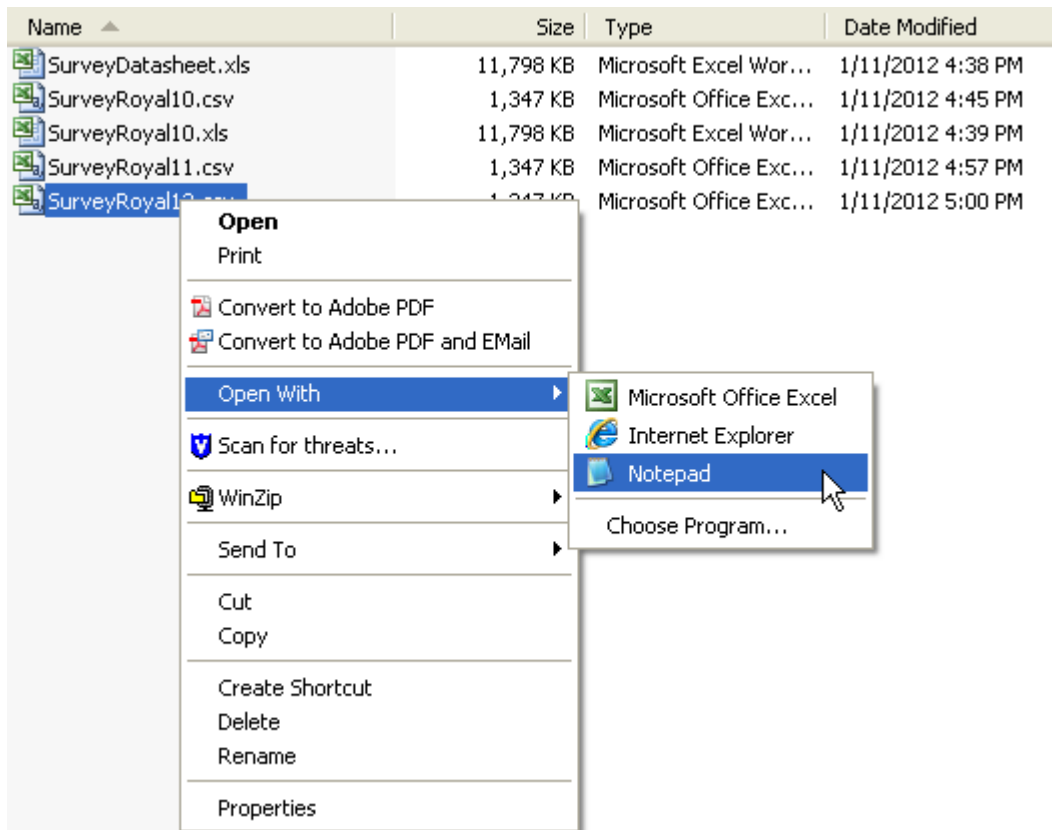 Name Size Type Date Modified
SurveyDatasheet.xls 11,798 KB Microsoft Excel Wor... 1/11/2012 4:38 PM
SurveyRoyal10.csv 1,347 KB Microsoft Office Exc... 1/11/2012 4:45 PM
SurveyRoyal10.xls 11,798 KB Microsoft Excel Wor... 1/11/2012 4:39 PM
SurveyRoyal11.csv 1,347 KB Microsoft Office Exc... 1/11/2012 4:57 PM
Microsoft Office Exc... 1/11/2012 5:00 PM
Open
Print
Convert to Adobe PDF
Convert to Adobe PDF and EMail
Open With
Microsoft Office Excel
Internet Explorer
Notepad
Choose Program...
Scan for threats...
WinZip
Send To
Cut
Copy
Create Shortcut
Delete
Rename
Properties